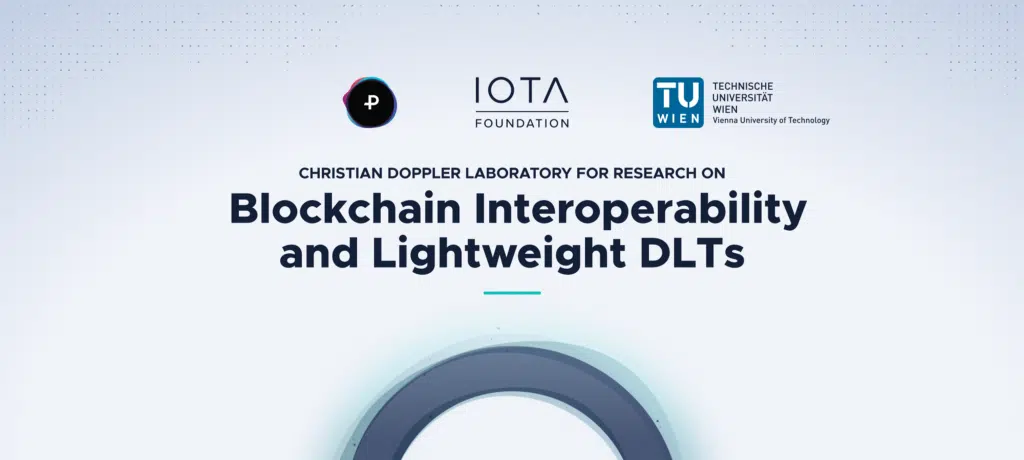 P
IOTA
FOUNDATION
TU
WIEN
TECHNISCHE
UNIVERSITÄT
WIEN
Vienna University of Technology
CHRISTIAN DOPPLER LABORATORY FOR RESEARCH ON
Blockchain Interoperability
and Lightweight DLTs